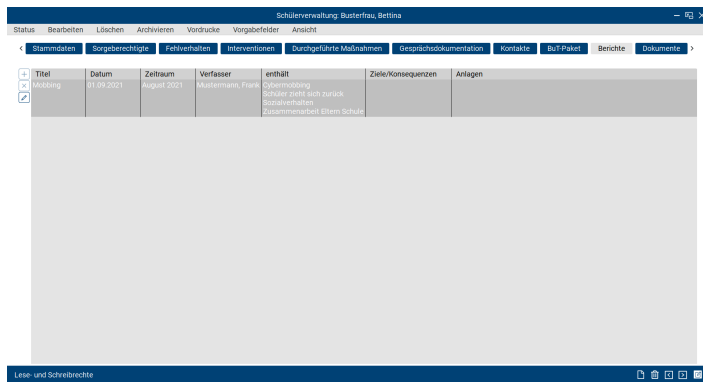 Schülerverwaltung: Busterfrau, Bettina
Status Bearbeiten Löschen Archivieren Vordrucke Vorgabefelder Ansicht
Stammdaten Sorgeberechtigte Fehlverhalten Interventionen Durchgeführte Maßnahmen Gesprächsdokumentation Kontakte BuT-Paket Berichte Dokumente
Titel Datum Zeitraum Verfasser enthält Ziele/Konsequenzen Anlagen
Mobbing 01.09.2021 August 2021 Mustermann, Frank Cybermobbing
Schüler zieht sich zurück
Sozialverhalten
Zusammenarbeit Eltern Schule
Lese- und Schreibrechte